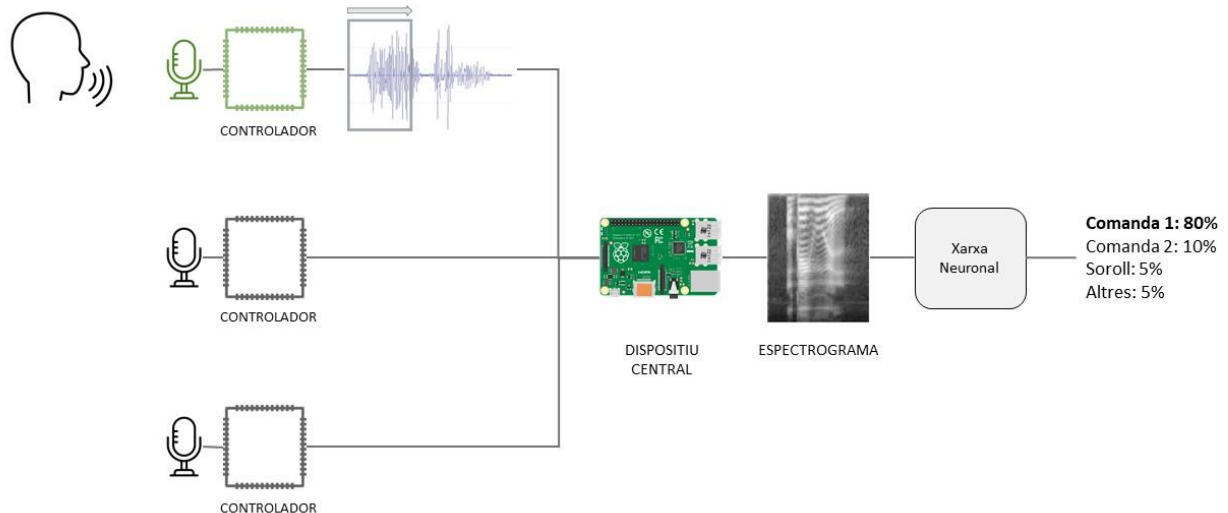 CONTROLADOR
CONTROLADOR
CONTROLADOR
DISPOSITIU
CENTRAL
ESPECTROGRAMA
Xarxa
Neuronal
Comanda 1: 80%
Comanda 2: 10%
Soroll: 5%
Altres: 5%